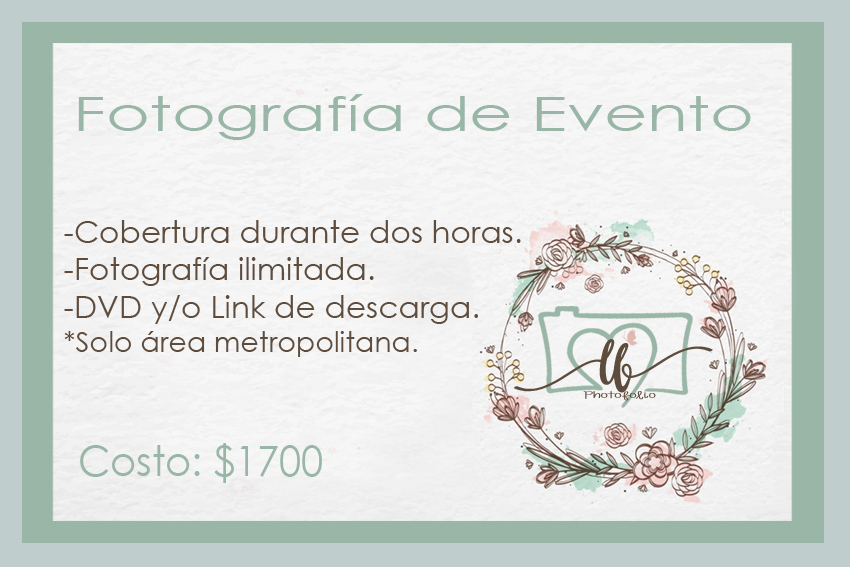 Fotografía de Evento
-Cobertura durante dos horas.
-Fotografía ilimitada.
-DVD y/o Link de descarga.
*Solo área metropolitana.
lb
Photofolio
Costo: $1700